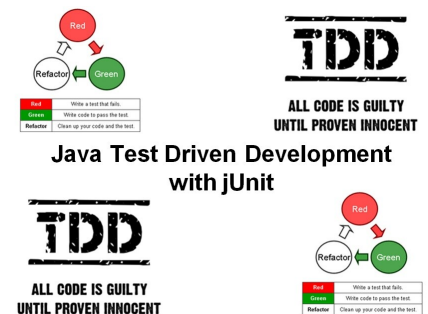 Red
Refactor
Green
Red Write a test that fails.
Green Write code to pass the test.
Refactor Clean up your code and the test.
TDD
ALL CODE IS GUILTY
UNTIL PROVEN INNOCENT
Java Test Driven Development
with jUnit
TDD
ALL CODE IS GUILTY
UNTIL PROVEN INNOCENT
Red
Refactor
Green
Red Write a test that fails.
Green Write code to pass the test.
Refactor Clean up your code and the test.